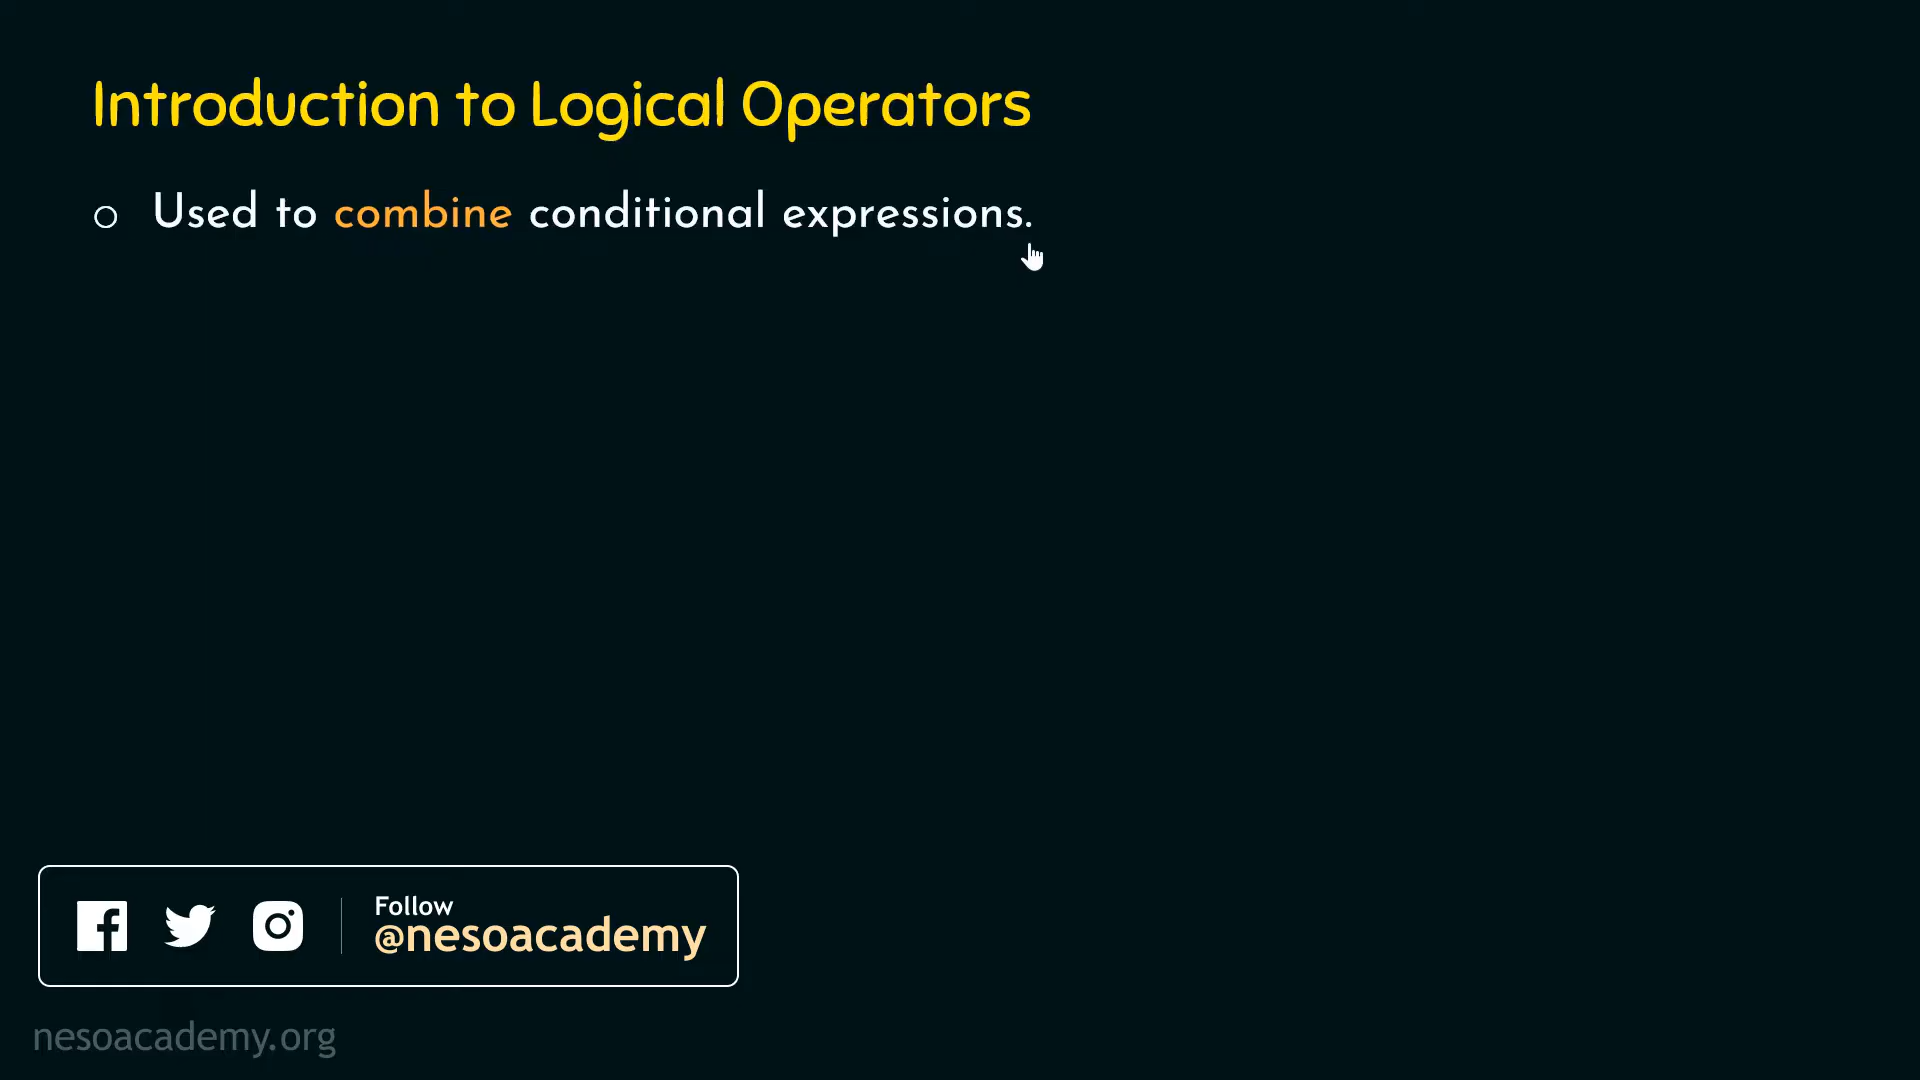 Introduction to Logical Operators
○ Used to combine conditional expressions.
Follow
@nesoacademy
nesoacademy.org